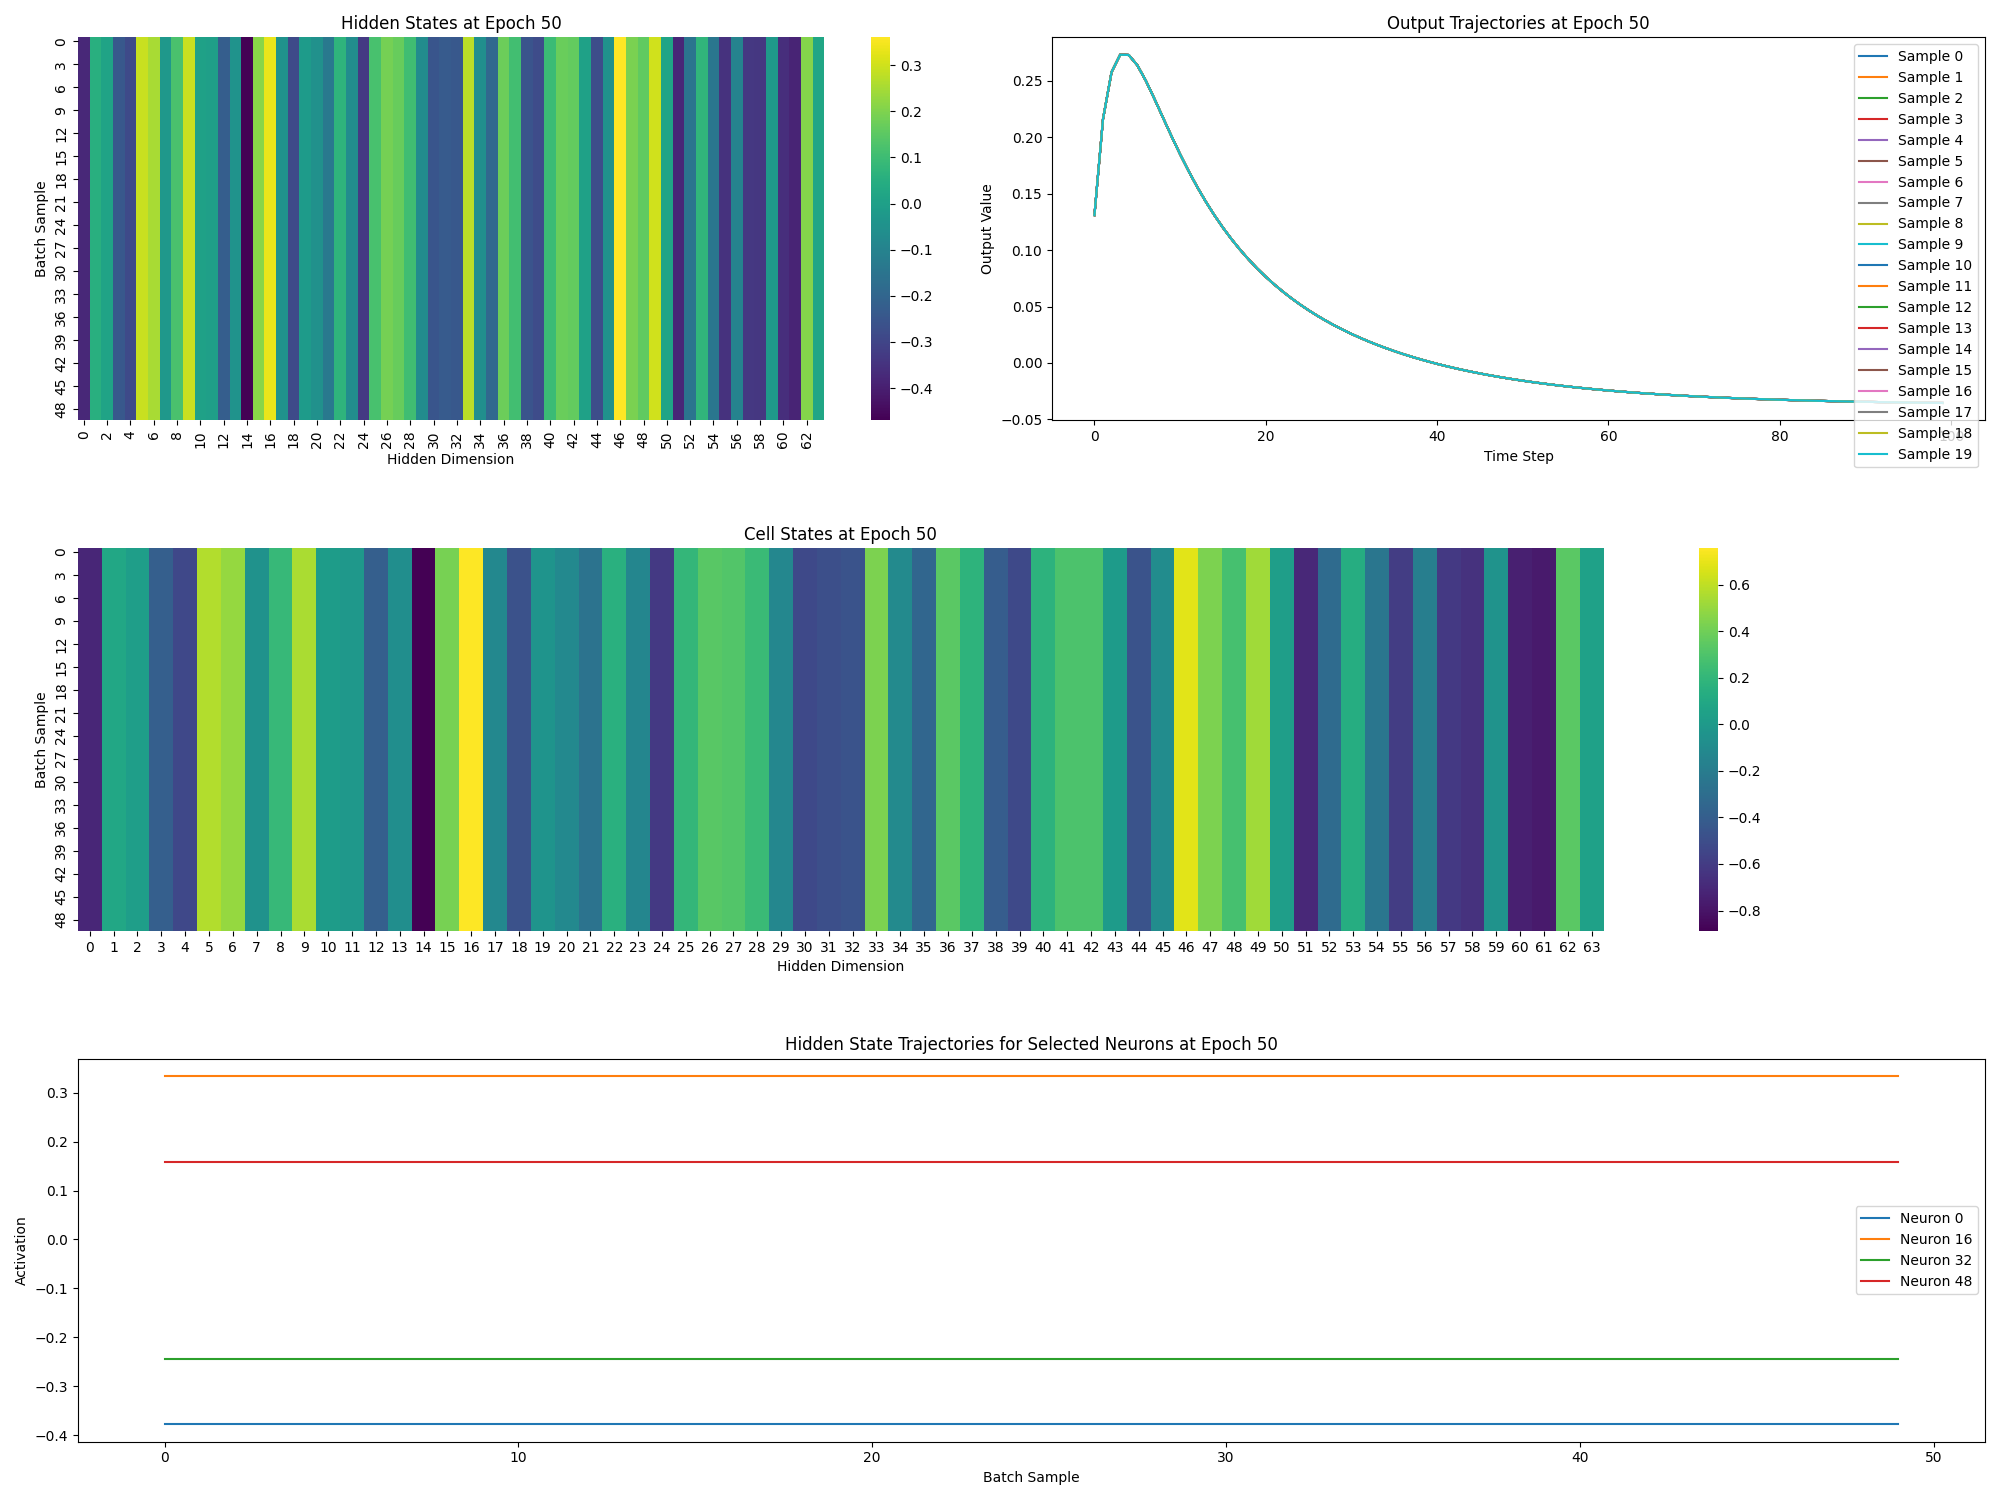 Hidden States at Epoch 50
0
3
6
9
12
15
18
21
24
27
30
33
36
39
42
45
48
Batch Sample
0 2 4 6 8 10 12 14 16 18 20 22 24 26 28 30 32 34 36 38 40 42 44 46 48 50 52 54 56 58 60 62
Hidden Dimension
0.3
0.2
0.1
0.0
−0.1
−0.2
−0.3
−0.4
Output Trajectories at Epoch 50
0.25
0.20
0.15
0.10
0.05
0.00
−0.05
Output Value
0 20 40 60 80 100
Time Step
Sample 0
Sample 1
Sample 2
Sample 3
Sample 4
Sample 5
Sample 6
Sample 7
Sample 8
Sample 9
Sample 10
Sample 11
Sample 12
Sample 13
Sample 14
Sample 15
Sample 16
Sample 17
Sample 18
Sample 19
Cell States at Epoch 50
0
3
6
9
12
15
18
21
24
27
30
33
36
39
42
45
48
Batch Sample
0 1 2 3 4 5 6 7 8 9 10 11 12 13 14 15 16 17 18 19 20 21 22 23 24 25 26 27 28 29 30 31 32 33 34 35 36 37 38 39 40 41 42 43 44 45 46 47 48 49 50 51 52 53 54 55 56 57 58 59 60 61 62 63
Hidden Dimension
0.6
0.4
0.2
0.0
−0.2
−0.4
−0.6
−0.8
Hidden State Trajectories for Selected Neurons at Epoch 50
0.3
0.2
0.1
0.0
−0.1
−0.2
−0.3
−0.4
Activation
0 10 20 30 40 50
Batch Sample
Neuron 0
Neuron 16
Neuron 32
Neuron 48